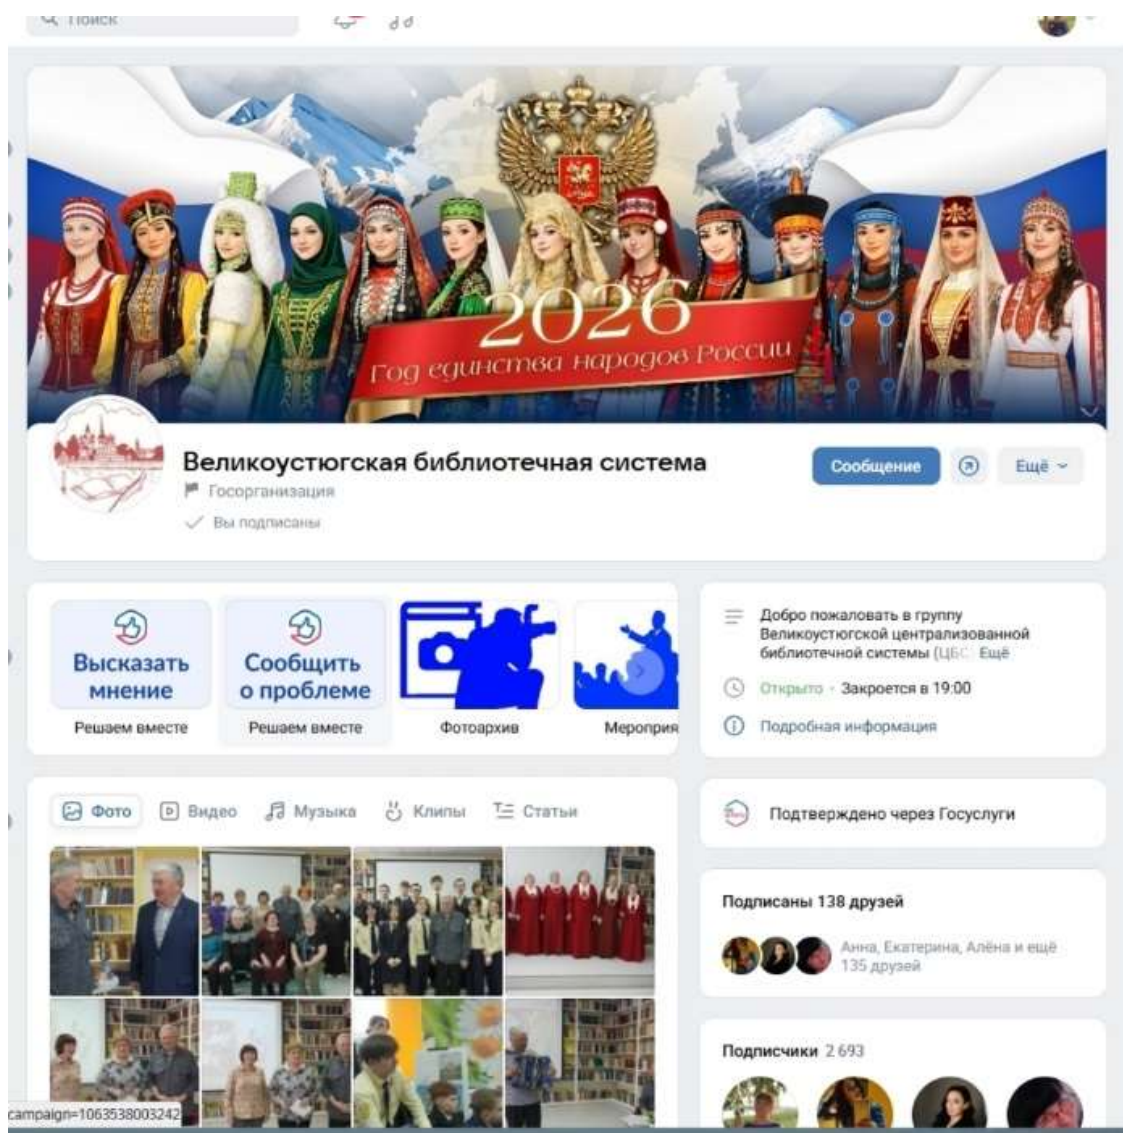 Поиск
2026
Год единства народов России
Великоустюгская библиотечная система
Госорганизация
Вы подписаны
Сообщение
Ещё
Высказать
мнение
Решаем вместе
Сообщить
о проблеме
Решаем вместе
Фотоархив
Мероприя
Добро пожаловать в группу
Великоустюгской централизованной
библиотечной системы (ЦБС Ещё
Открыто · Закроется в 19:00
Подробная информация
Фото Видео Музыка Клипы Статьи
Подтверждено через Госуслуги
Подписаны 138 друзей
Анна, Екатерина, Алёна и ещё
135 друзей
Подписчики 2 693
campaign=1063538003242